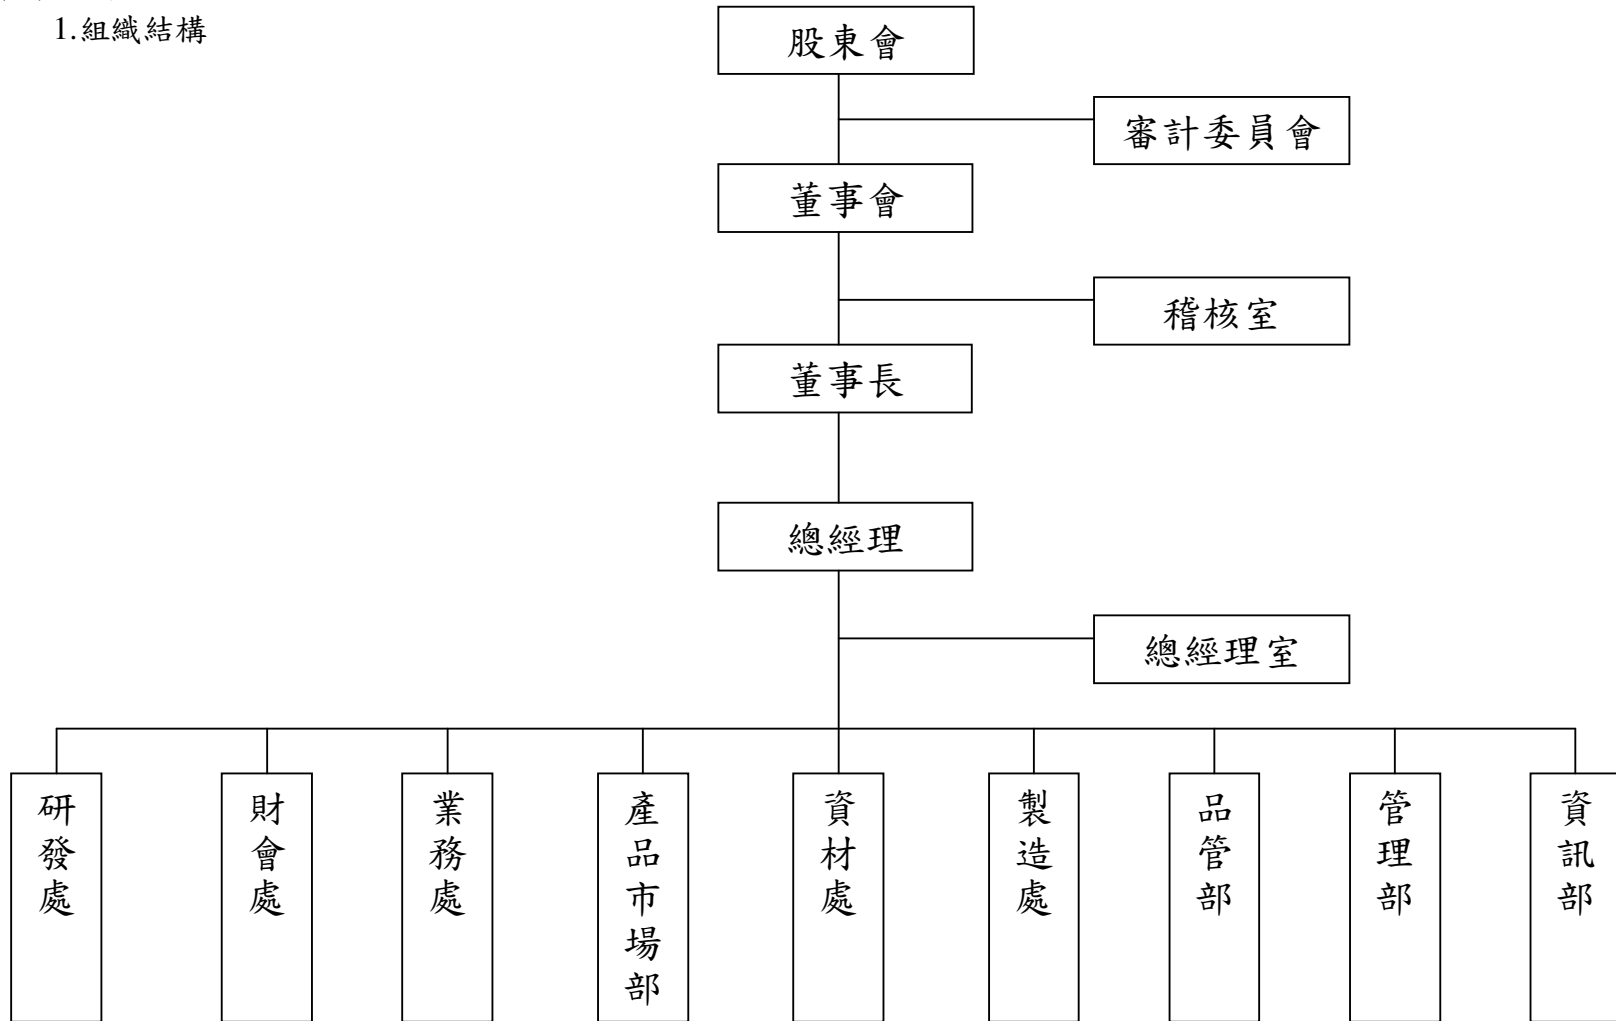 1.組織結構
股東會
審計委員會
董事會
稽核室
董事長
總經理
總經理室
研發處
財會處
業務處
產品市場部
資材處
製造處
品管部
管理部
資訊部